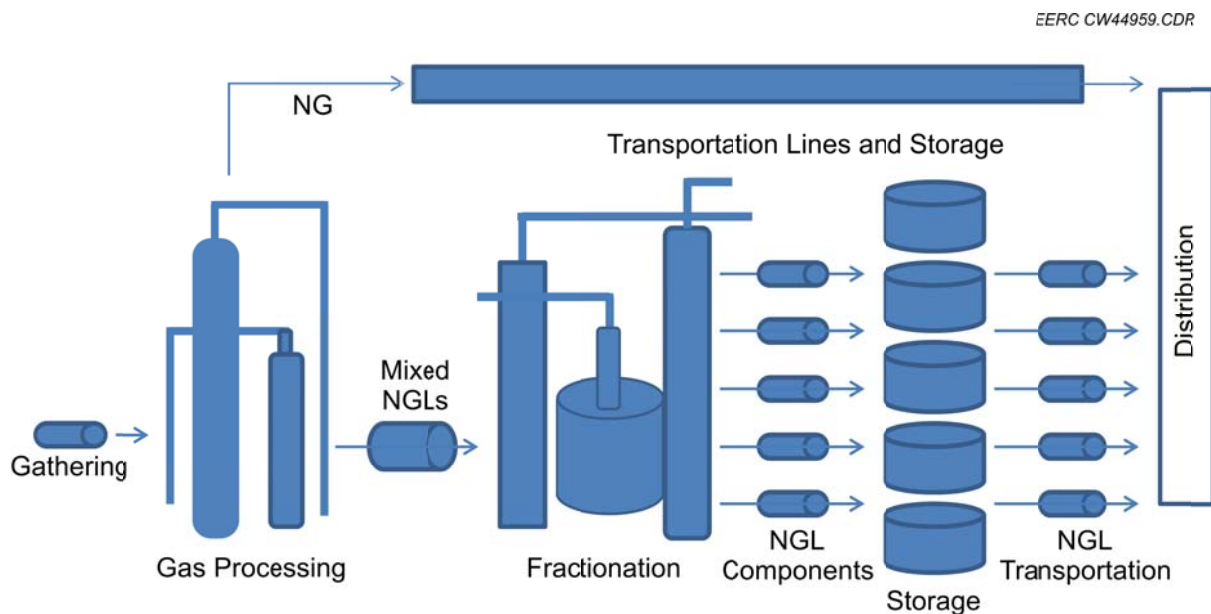 EERC CW44959.CDR
NG
Transportation Lines and Storage
Distribution
Mixed
NGLs
Gathering
Gas Processing
Fractionation
NGL
Components
Storage
NGL
Transportation